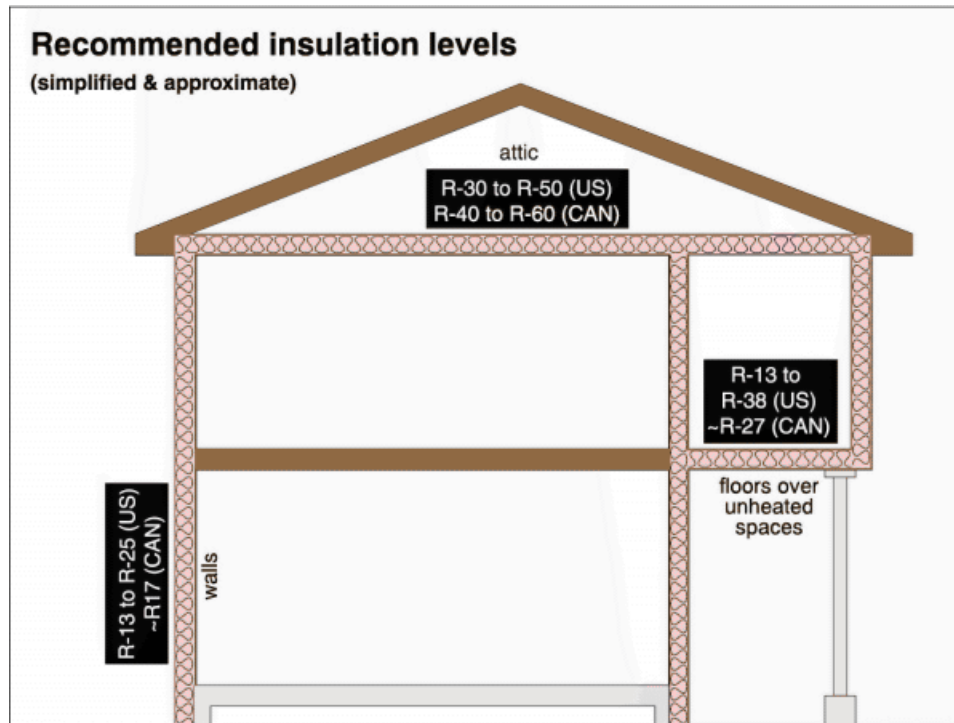 Recommended insulation levels
(simplified & approximate)
attic
R-30 to R-50 (US)
R-40 to R-60 (CAN)
R-13 to
R-38 (US)
~R-27 (CAN)
floors over
unheated
spaces
R-13 to R-25 (US)
~R17 (CAN)
walls